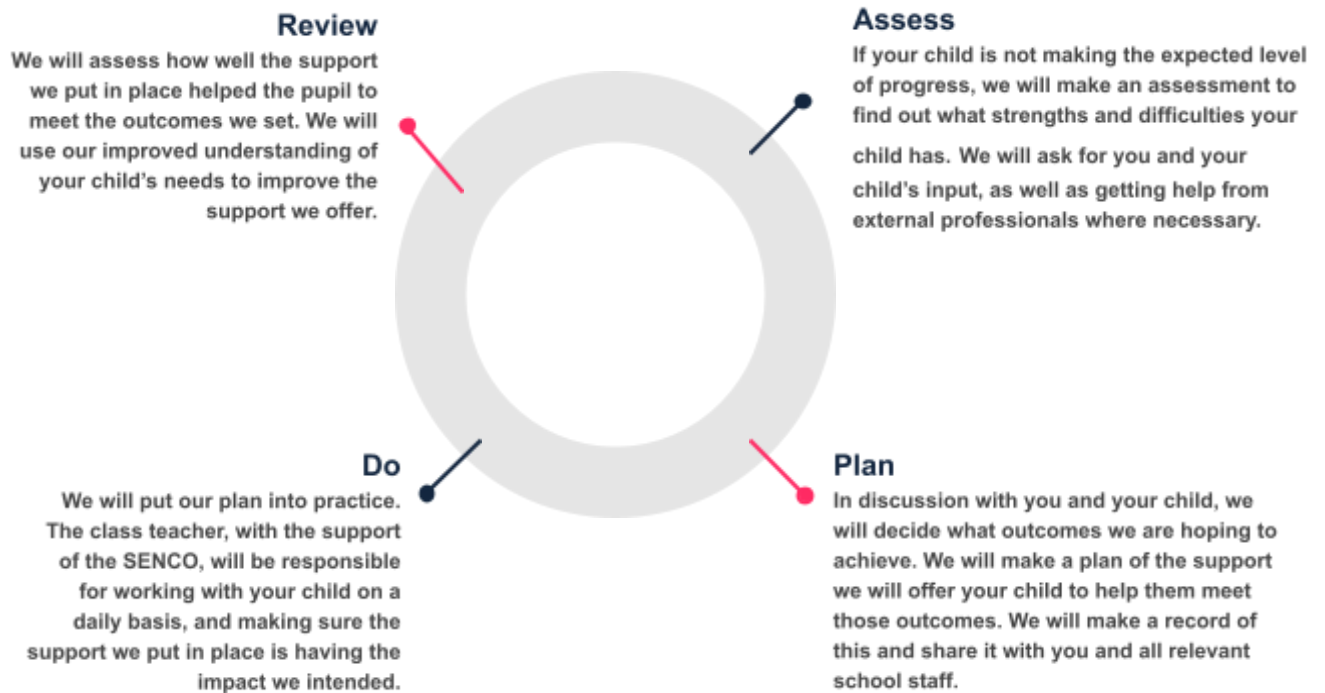 Review
We will assess how well the support
we put in place helped the pupil to
meet the outcomes we set. We will
use our improved understanding of
your child's needs to improve the
support we offer.
Assess
If your child is not making the expected level
of progress, we will make an assessment to
find out what strengths and difficulties your
child has. We will ask for you and your
child's input, as well as getting help from
external professionals where necessary.
Do
We will put our plan into practice.
The class teacher, with the support
of the SENCO, will be responsible
for working with your child on a
daily basis, and making sure the
support we put in place is having the
impact we intended.
Plan
In discussion with you and your child, we
will decide what outcomes we are hoping to
achieve. We will make a plan of the support
we will offer your child to help them meet
those outcomes. We will make a record of
this and share it with you and all relevant
school staff.